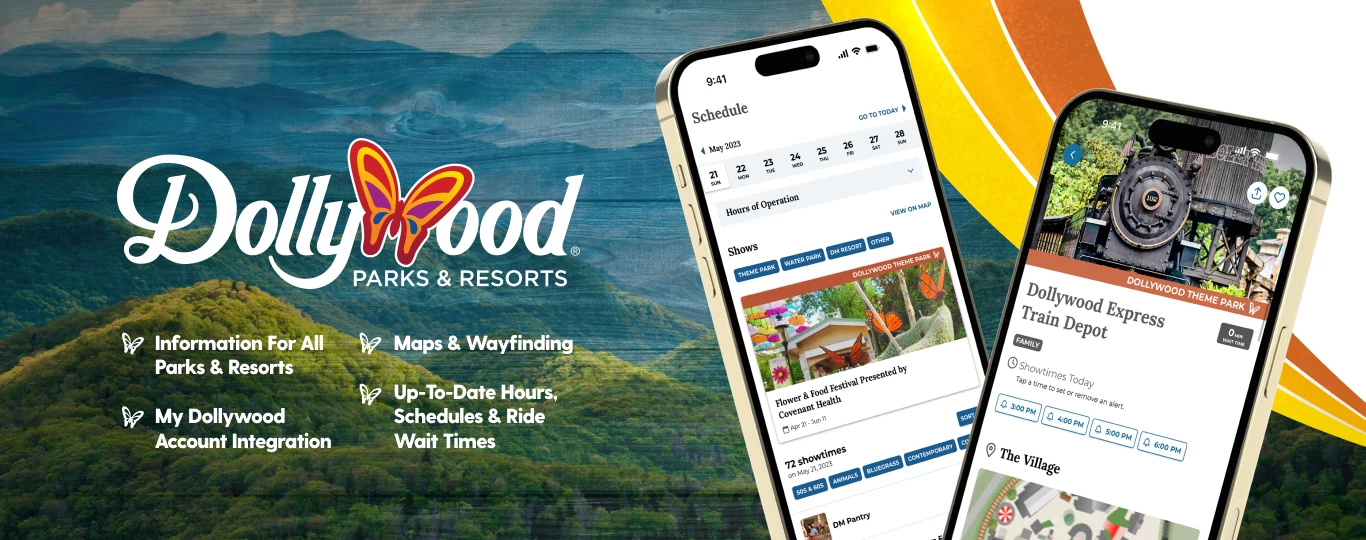 Dollywood®
PARKS & RESORTS
Information For All
Parks & Resorts
My Dollywood
Account Integration
Maps & Wayfinding
Up-To-Date Hours,
Schedules & Ride
Wait Times
9:41
Schedule
GO TO TODAY
May 2023
21 22 23 24 25 26 27 28
SUN MON TUE WED THU FRI SAT SUN
Hours of Operation
VIEW ON MAP
Shows
THEME PARK WATER PARK DM RESORT OTHER
DOLLYWOOD THEME PARK
Flower & Food Festival Presented by
Covenant Health
Apr 21 - Jun 11
SORT
72 showtimes
on May 21, 2023
50S & 60S ANIMALS BLUEGRASS CONTEMPORARY CO
DM Pantry
9:41
102
DOLLYWOOD THEME PARK
Dollywood Express
Train Depot
0 MIN
WAIT TIME
FAMILY
Showtimes Today
Tap a time to set or remove an alert.
3:00 PM 4:00 PM 5:00 PM 6:00 PM
The Village